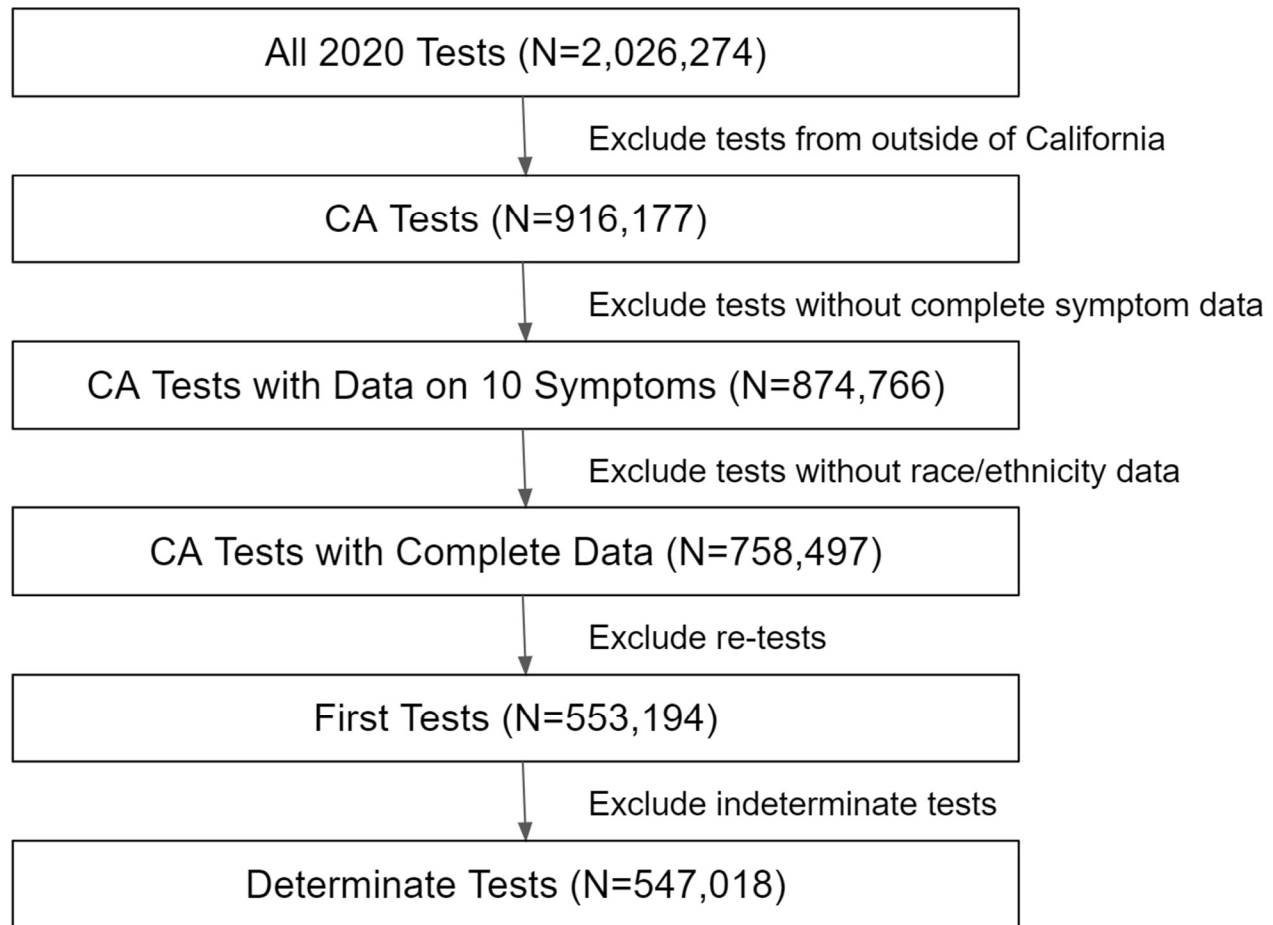 All 2020 Tests (N=2,026,274)
Exclude tests from outside of California
CA Tests (N=916,177)
Exclude tests without complete symptom data
CA Tests with Data on 10 Symptoms (N=874,766)
Exclude tests without race/ethnicity data
CA Tests with Complete Data (N=758,497)
Exclude re-tests
First Tests (N=553,194)
Exclude indeterminate tests
Determinate Tests (N=547,018)